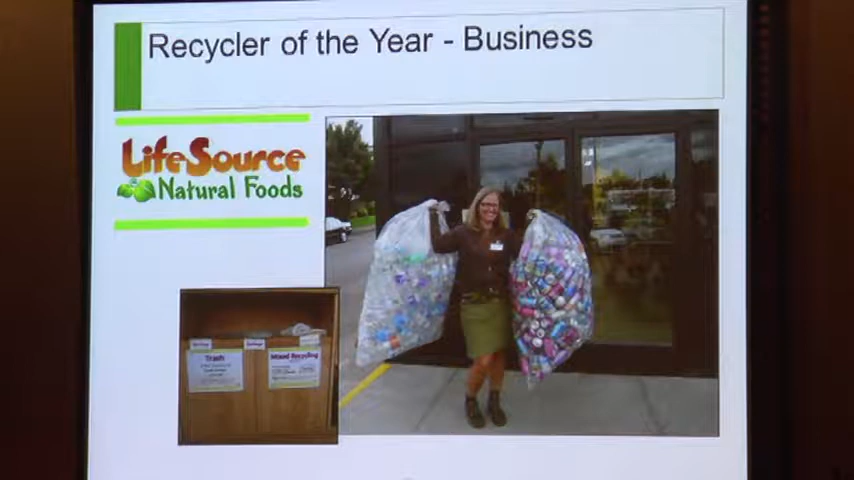 Recycler of the Year - Business
LifeSource
Natural Foods
Trash
Mixed Recycling